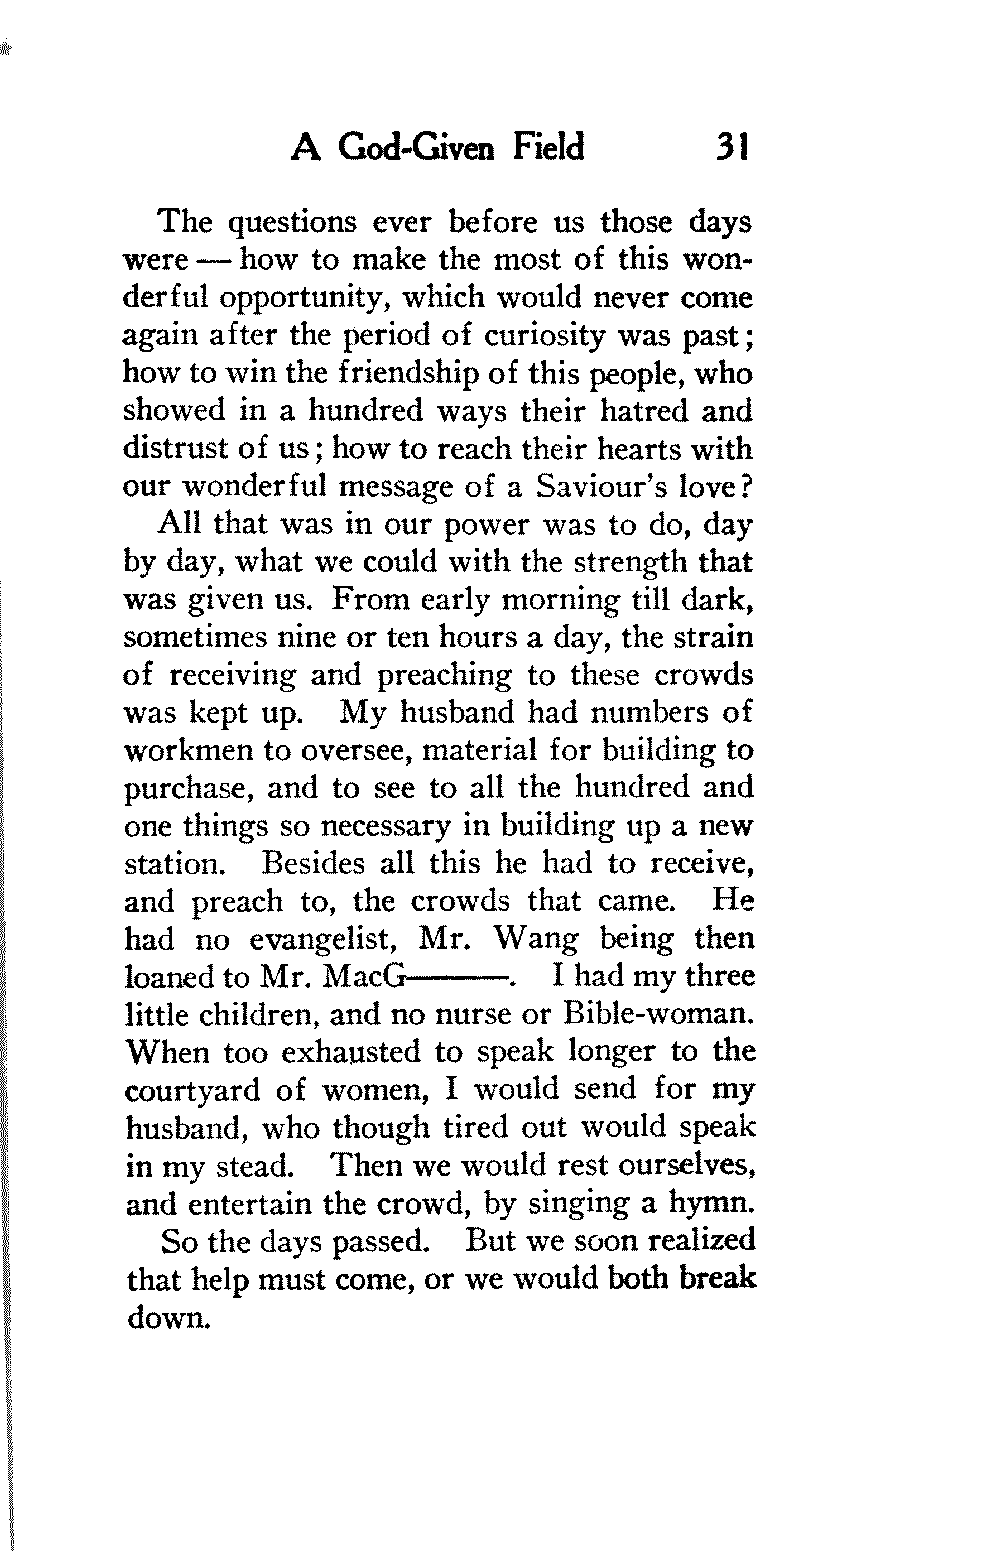 A God-Given Field 31
The questions ever before us those days
were — how to make the most of this won-
derful opportunity, which would never come
again after the period of curiosity was past;
how to win the friendship of this people, who
showed in a hundred ways their hatred and
distrust of us; how to reach their hearts with
our wonderful message of a Saviour's love?
All that was in our power was to do, day
by day, what we could with the strength that
was given us. From early morning till dark,
sometimes nine or ten hours a day, the strain
of receiving and preaching to these crowds
was kept up. My husband had numbers of
workmen to oversee, material for building to
purchase, and to see to all the hundred and
one things so necessary in building up a new
station. Besides all this he had to receive,
and preach to, the crowds that came. He
had no evangelist, Mr. Wang being then
loaned to Mr. MacG———. I had my three
little children, and no nurse or Bible-woman.
When too exhausted to speak longer to the
courtyard of women, I would send for my
husband, who though tired out would speak
in my stead. Then we would rest ourselves,
and entertain the crowd, by singing a hymn.
So the days passed. But we soon realized
that help must come, or we would both break
down.